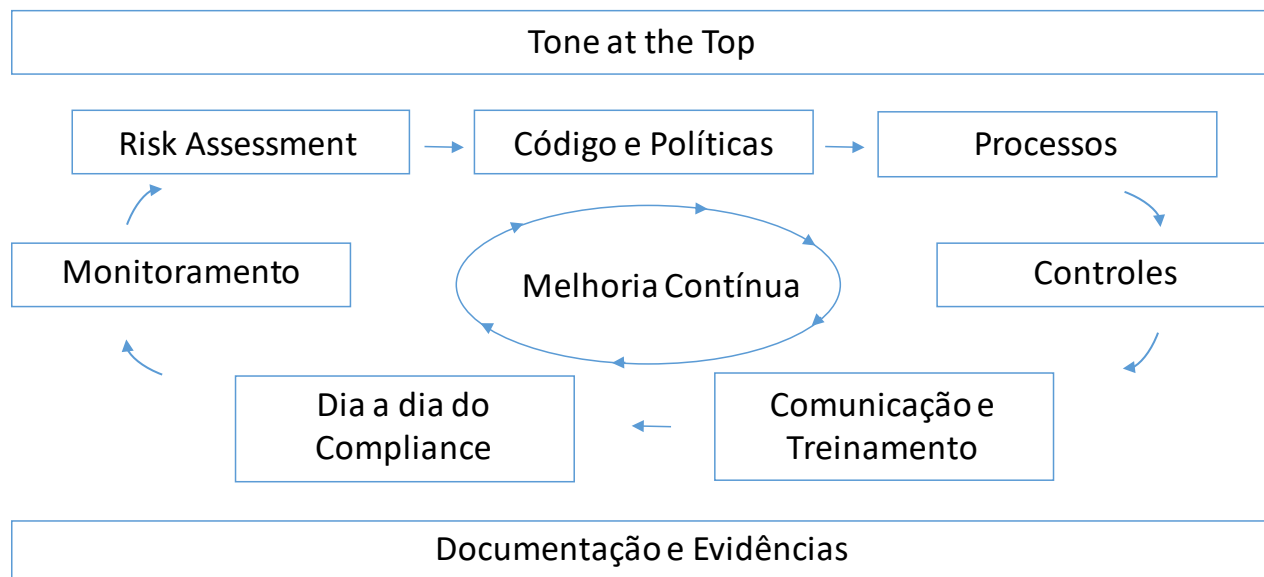 Tone at the Top
Risk Assessment
Código e Políticas
Processos
Monitoramento
Melhoria Contínua
Controles
Dia a dia do
Compliance
Comunicação e
Treinamento
Documentação e Evidências